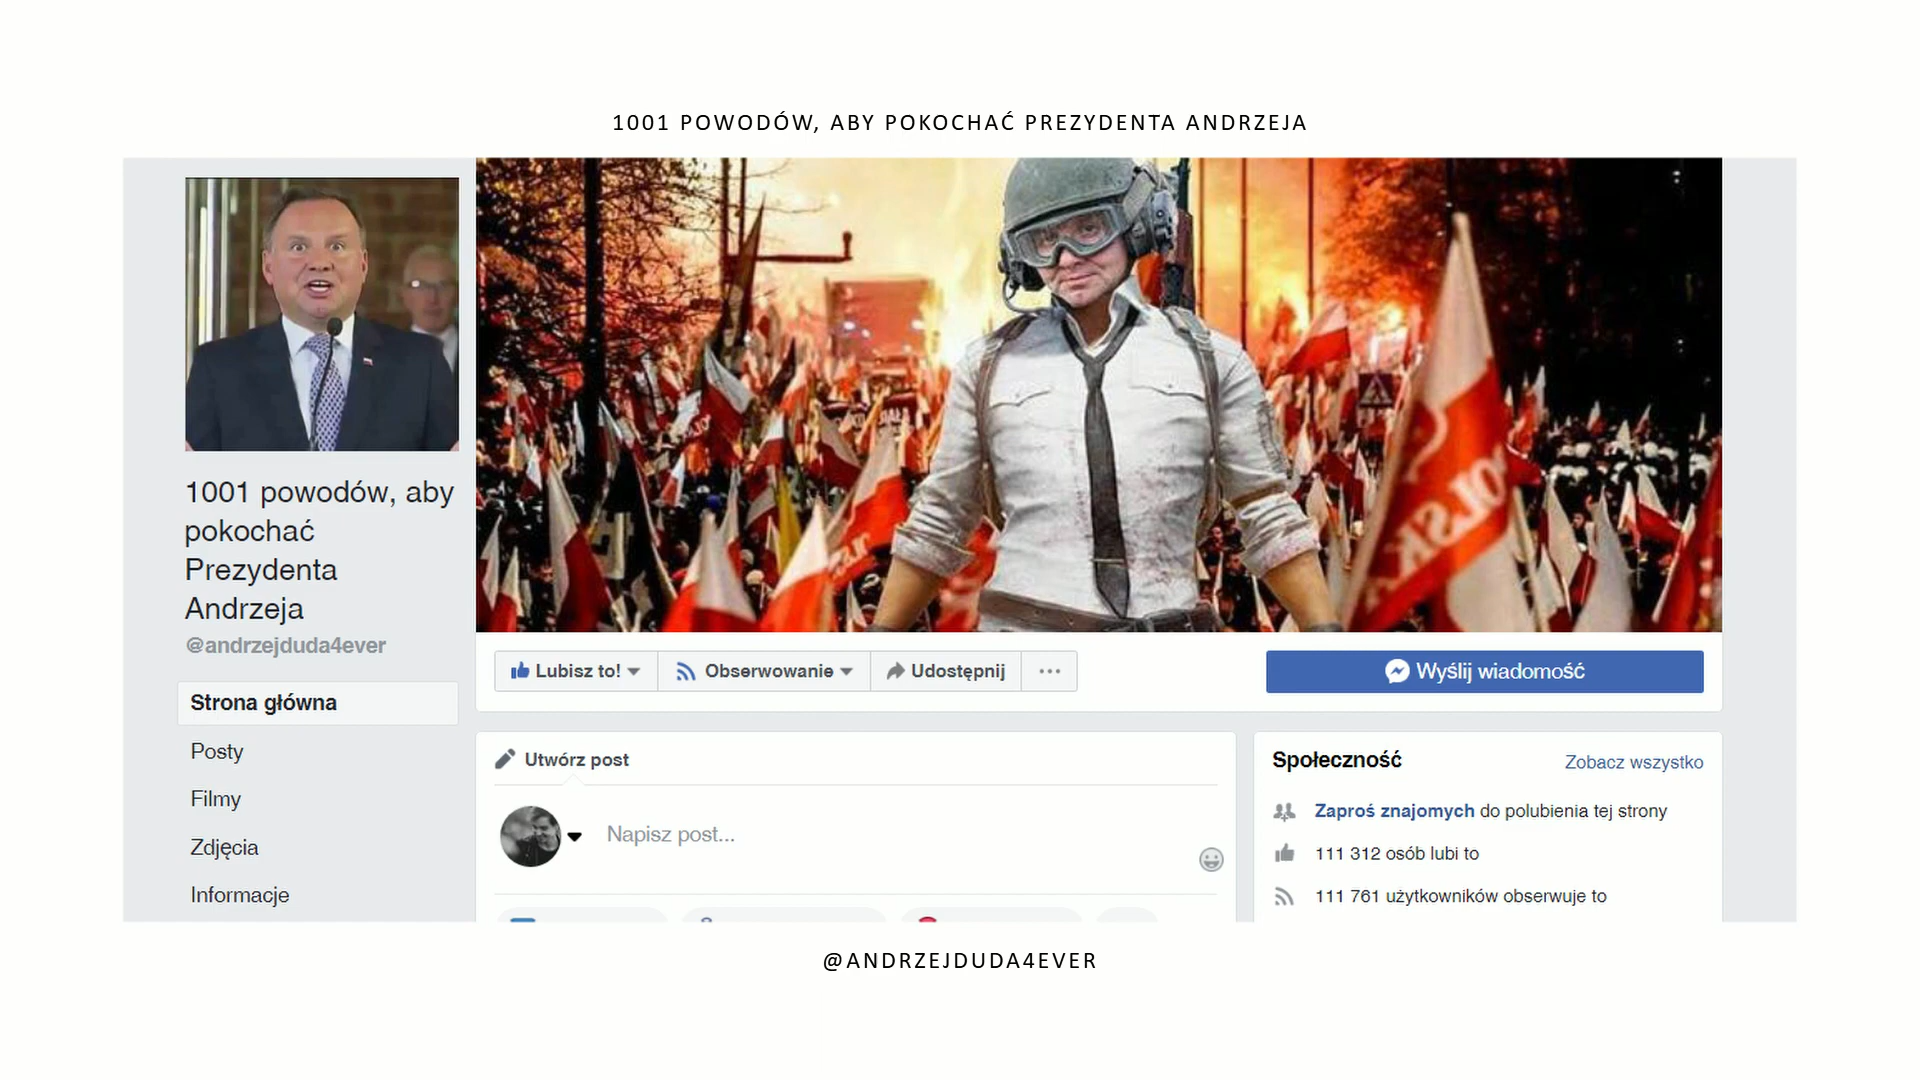 1001 POWODÓW, ABY POKOCHAĆ PREZYDENTA ANDRZEJA
1001 powodów, aby
pokochać
Prezydenta
Andrzeja
@andrzejduda4ever
Strona główna
Posty
Filmy
Zdjęcia
Informacje
Lubisz to!
Obserwowanie
Udostępnij
Wyślij wiadomość
Utwórz post
Napisz post...
Społeczność
Zobacz wszystko
Zaproś znajomych do polubienia tej strony
111 312 osób lubi to
111 761 użytkowników obserwuje to
@ANDRZEJDUDA4EVER